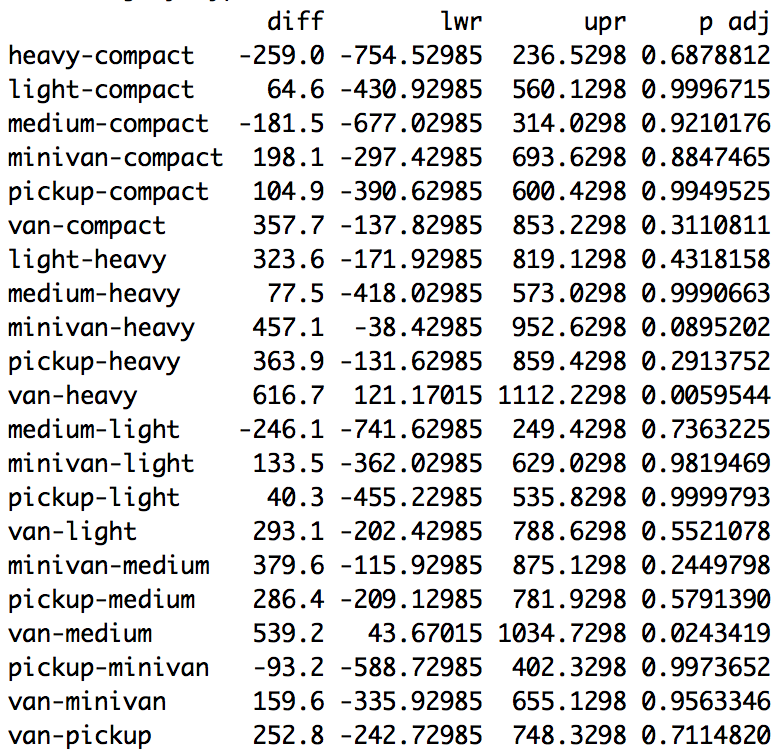 diff lwr upr p adj
heavy-compact -259.0 -754.52985 236.5298 0.6878812
light-compact 64.6 -430.92985 560.1298 0.9996715
medium-compact -181.5 -677.02985 314.0298 0.9210176
minivan-compact 198.1 -297.42985 693.6298 0.8847465
pickup-compact 104.9 -390.62985 600.4298 0.9949525
van-compact 357.7 -137.82985 853.2298 0.3110811
light-heavy 323.6 -171.92985 819.1298 0.4318158
medium-heavy 77.5 -418.02985 573.0298 0.9990663
minivan-heavy 457.1 -38.42985 952.6298 0.0895202
pickup-heavy 363.9 -131.62985 859.4298 0.2913752
van-heavy 616.7 121.17015 1112.2298 0.0059544
medium-light -246.1 -741.62985 249.4298 0.7363225
minivan-light 133.5 -362.02985 629.0298 0.9819469
pickup-light 40.3 -455.22985 535.8298 0.9999793
van-light 293.1 -202.42985 788.6298 0.5521078
minivan-medium 379.6 -115.92985 875.1298 0.2449798
pickup-medium 286.4 -209.12985 781.9298 0.5791390
van-medium 539.2 43.67015 1034.7298 0.0243419
pickup-minivan -93.2 -588.72985 402.3298 0.9973652
van-minivan 159.6 -335.92985 655.1298 0.9563346
van-pickup 252.8 -242.72985 748.3298 0.7114820